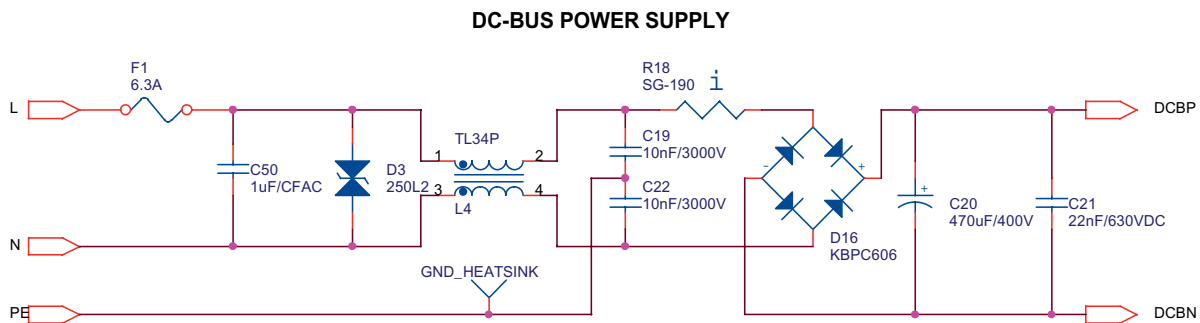 DC-BUS POWER SUPPLY
F1
6.3A
R18
SG-190
i
L
DCBP
TL34P
C19
10nF/3000V
1
2
C50
1uF/CFAC
D3
250L2
- +
3
4
L4
C22
10nF/3000V
+
C20
470uF/400V
C21
22nF/630VDC
D16
KBPC606
N
GND_HEATSINK
PE
DCBN